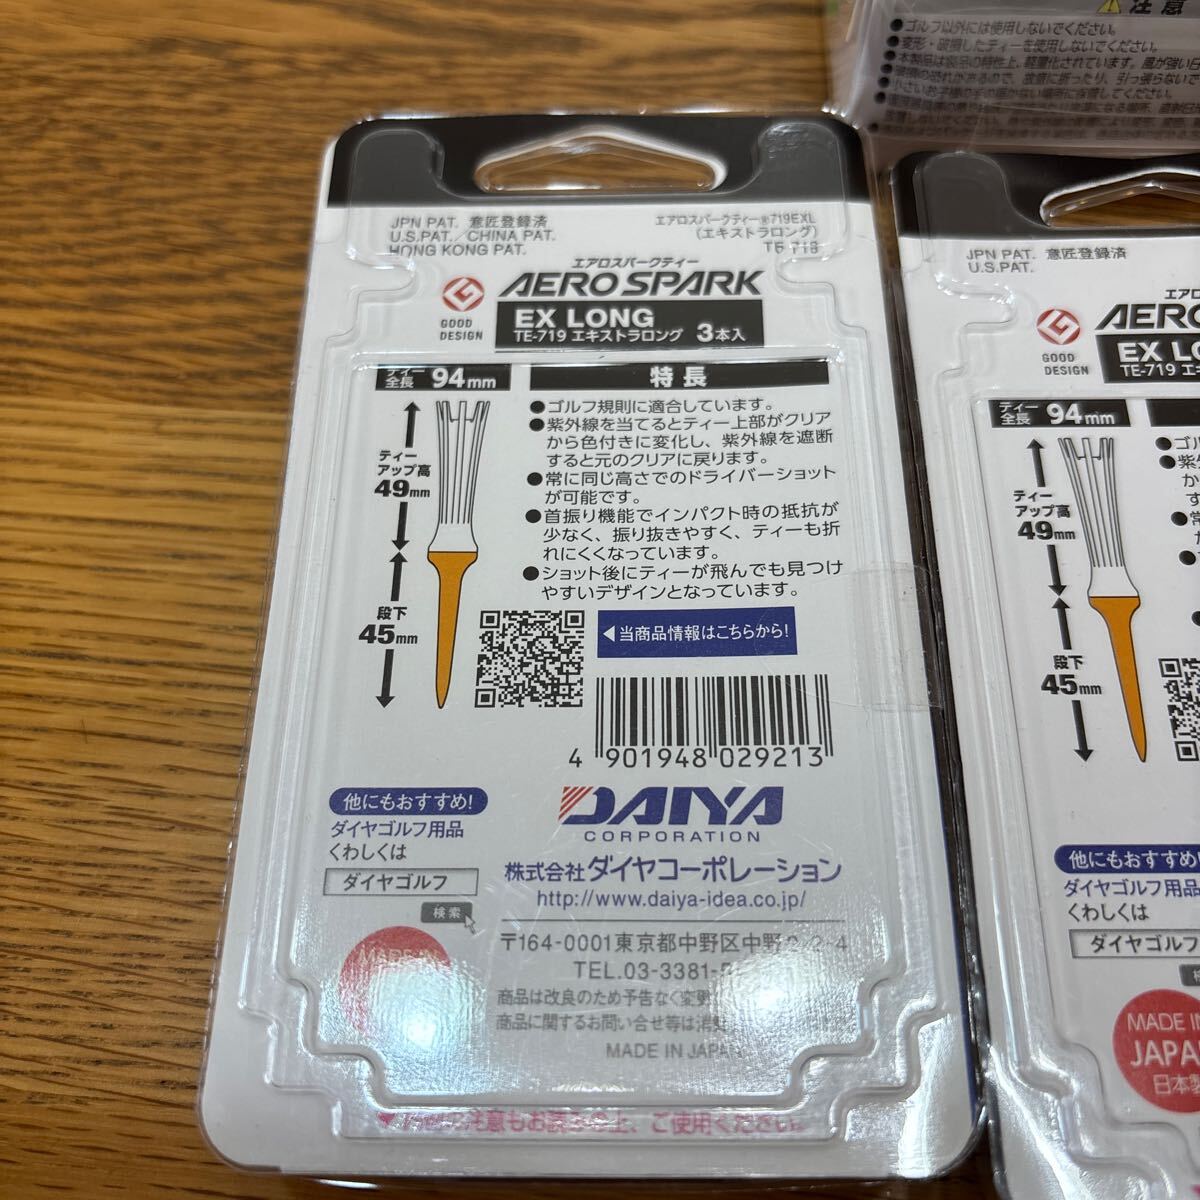 注意
●ゴルフ以外には使用しないでください。
●変形・破損したティーを使用しないでください。
JPN PAT. 意匠登録済
U.S.PAT./CHINA PAT.
HONG KONG PAT.
エアロスパークティー®719EXL
(エキストラロング)
GOOD
DESIGN
エアロスパークティー
AERO SPARK
EX LONG
TE-719 エキストラロング 3本入
ティー
全長 94mm
特長
●ゴルフ規則に適合しています。
●紫外線を当てるとティー上部がクリア
から色付きに変化し、紫外線を遮断
すると元のクリアに戻ります。
●常に同じ高さでのドライバーショット
が可能です。
●首振り機能でインパクト時の抵抗が
少なく、振り抜きやすく、ティーも折
れにくくなっています。
●ショット後にティーが飛んでも見つけ
やすいデザインとなっています。
ティー
アップ高
49mm
段下
45mm
◀当商品情報はこちらから!
4 901948 029213
他にもおすすめ!
ダイヤゴルフ用品
くわしくは
ダイヤゴルフ
検索
DAIYA
CORPORATION
株式会社ダイヤコーポレーション
http://www.daiya-idea.co.jp/
〒164-0001東京都中野区中野
TEL.03-3381-
商品は改良のため予告なく変
商品に関するお問い合せ等は
MADE IN JAPAN
MADE IN
JPN PAT. 意匠登録済
U.S.PAT.
GOOD
DESIGN
AERO
EX LO
TE-719 エキ
ティー
全長 94mm
ティー
アップ高
49mm
段下
45mm
他にもおすすめ!
ダイヤゴルフ用品
くわしくは
ダイヤゴルフ
MADE IN
JAPA
日本製